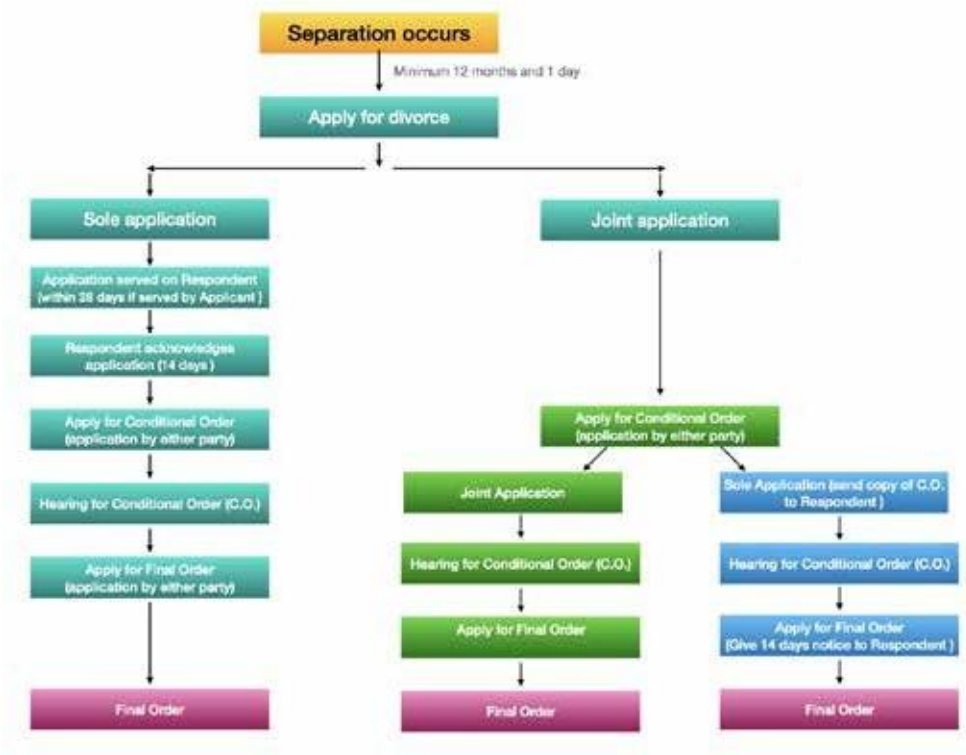 Separation occurs
Minimum 12 months and 1 day
Apply for divorce
Sole application
Application served on Respondent
(within 28 days if served by Applicant )
Respondent acknowledges
application (14 days )
Apply for Conditional Order
(application by either party)
Hearing for Conditional Order (C.O.)
Apply for Final Order
(application by either party)
Final Order
Joint application
Apply for Conditional Order
(application by either party)
Joint Application
Hearing for Conditional Order (C.O.)
Apply for Final Order
Final Order
Sole Application (send copy of C.O.
to Respondent )
Hearing for Conditional Order (C.O.)
Apply for Final Order
(Give 14 days notice to Respondent )
Final Order